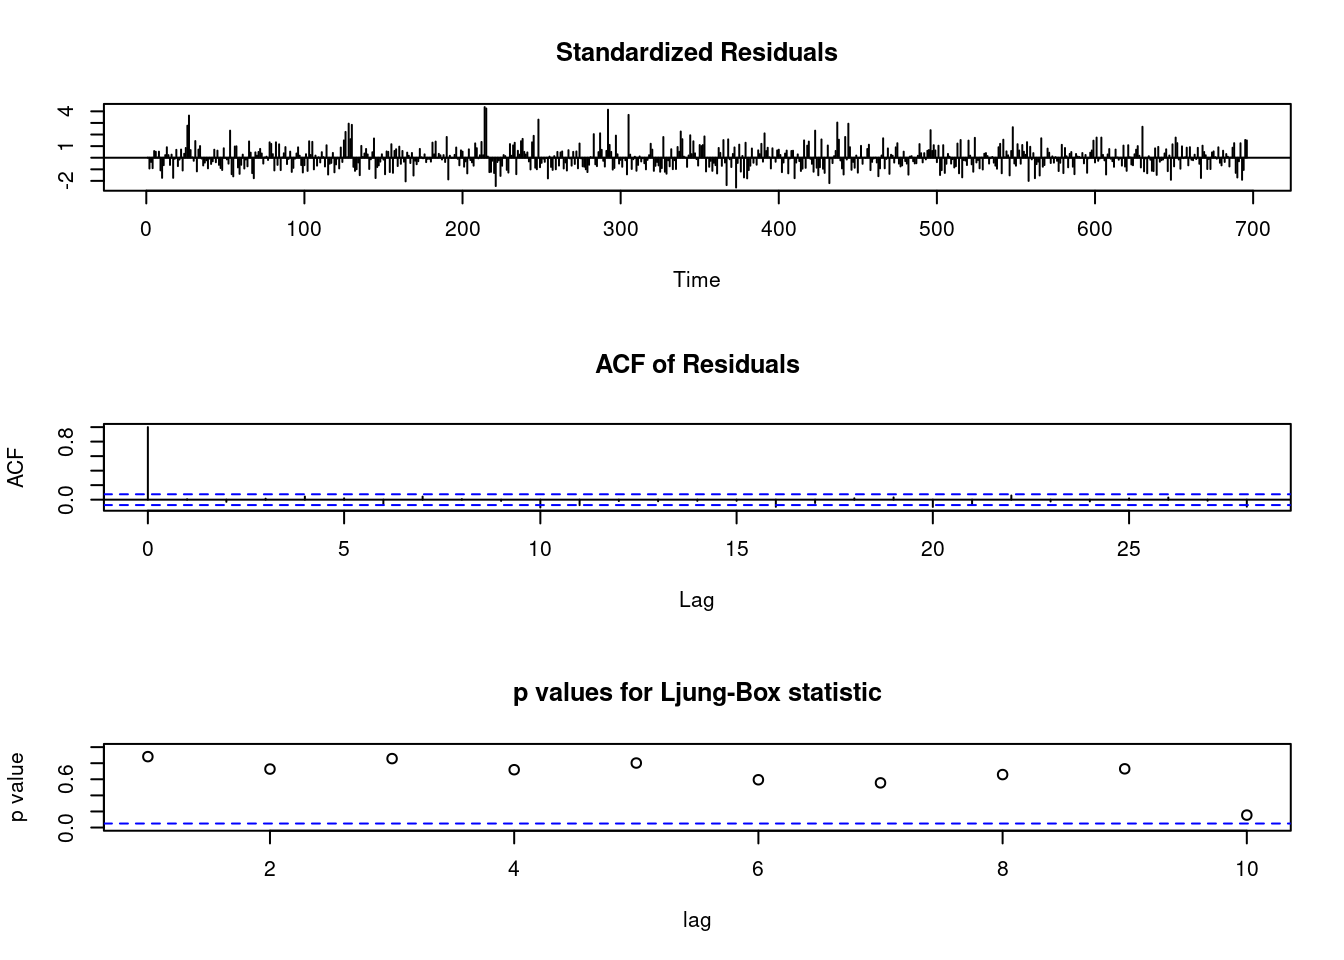 Standardized Residuals
4
1
-2
0 100 200 300 400 500 600 700
Time
ACF of Residuals
ACF
0.8
0.0
0 5 10 15 20 25
Lag
p values for Ljung-Box statistic
p value
0.6
0.0
2 4 6 8 10
lag